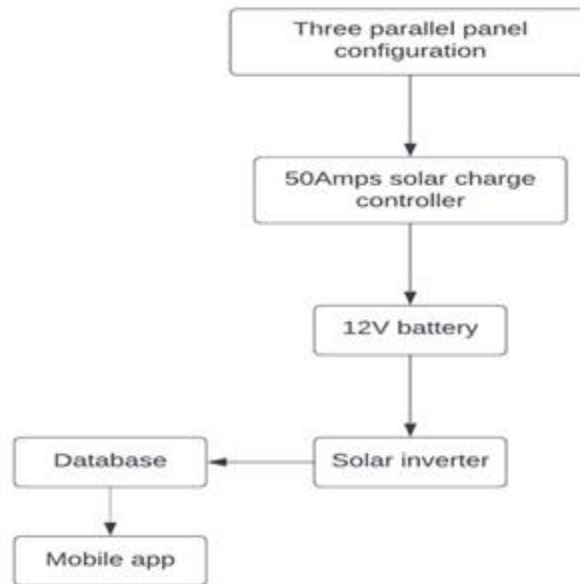 Three parallel panel
configuration
50Amps solar charge
controller
12V battery
Solar inverter
Database
Mobile app